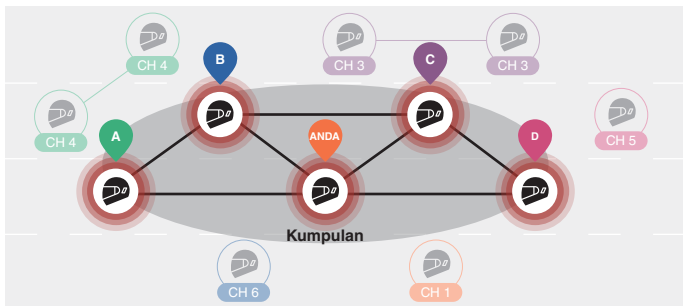 CH 4
CH 3
CH 3
B
C
CH 4
A
ANDA
D
CH 5
Kumpulan
CH 6
CH 1